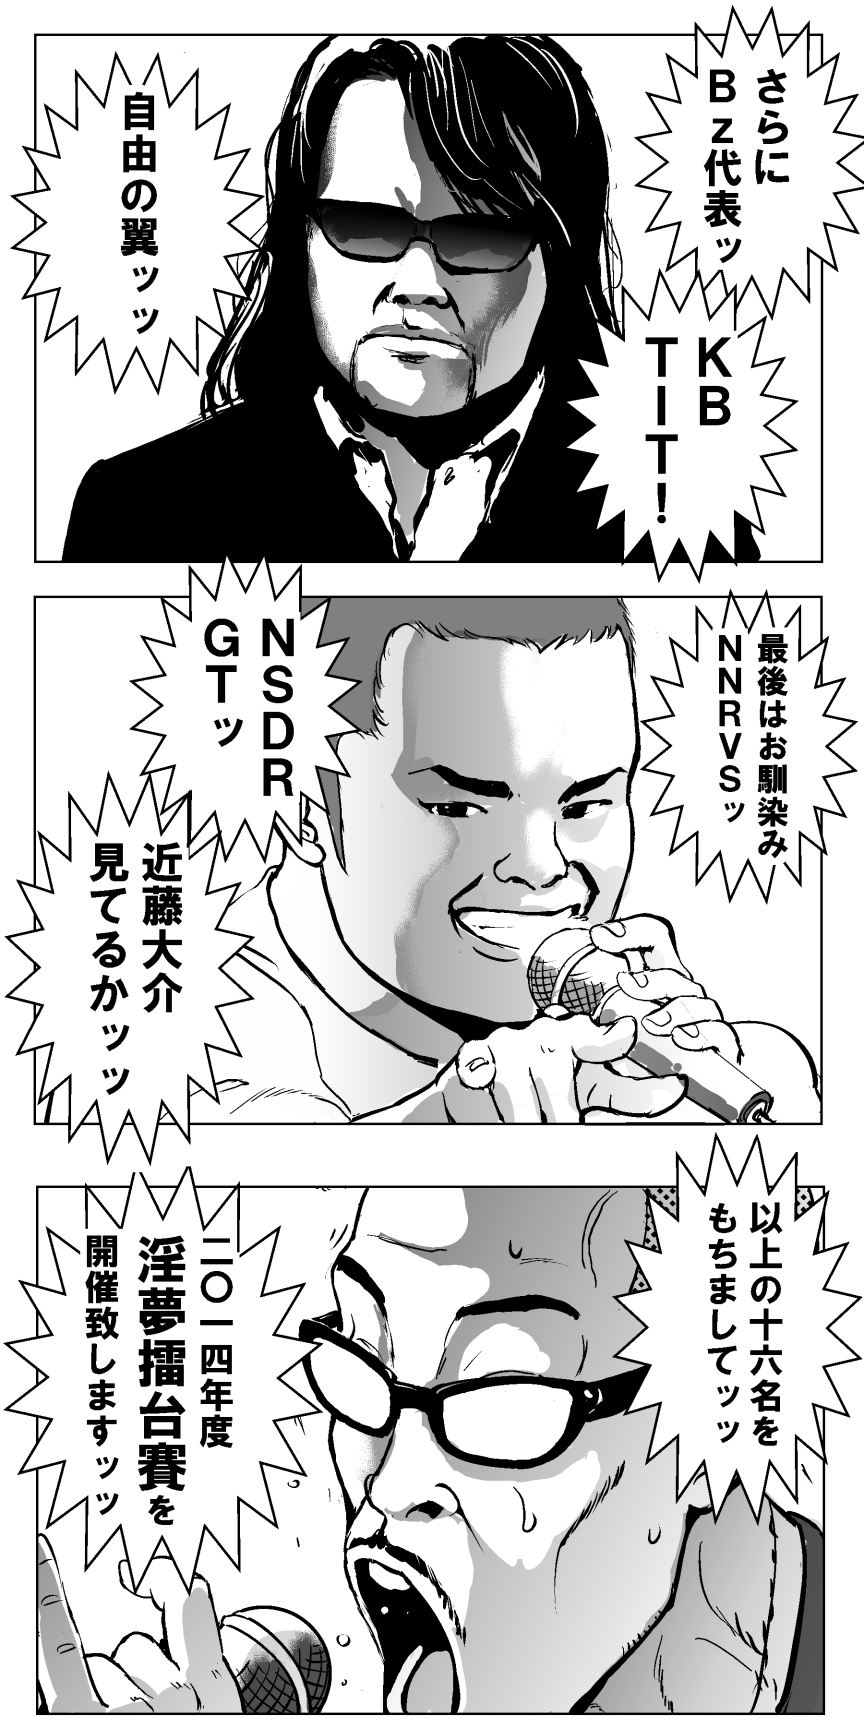 さらに
Bz代表ッ
KB
TIT!
自由の翼ッッ
最後はお馴染み
NNRVSッ
NSDR
GTッ
近藤大介
見てるかッッ
以上の十六名を
もちましてッッ
二〇一四年度
淫夢擂台賽を
開催致しますッッ